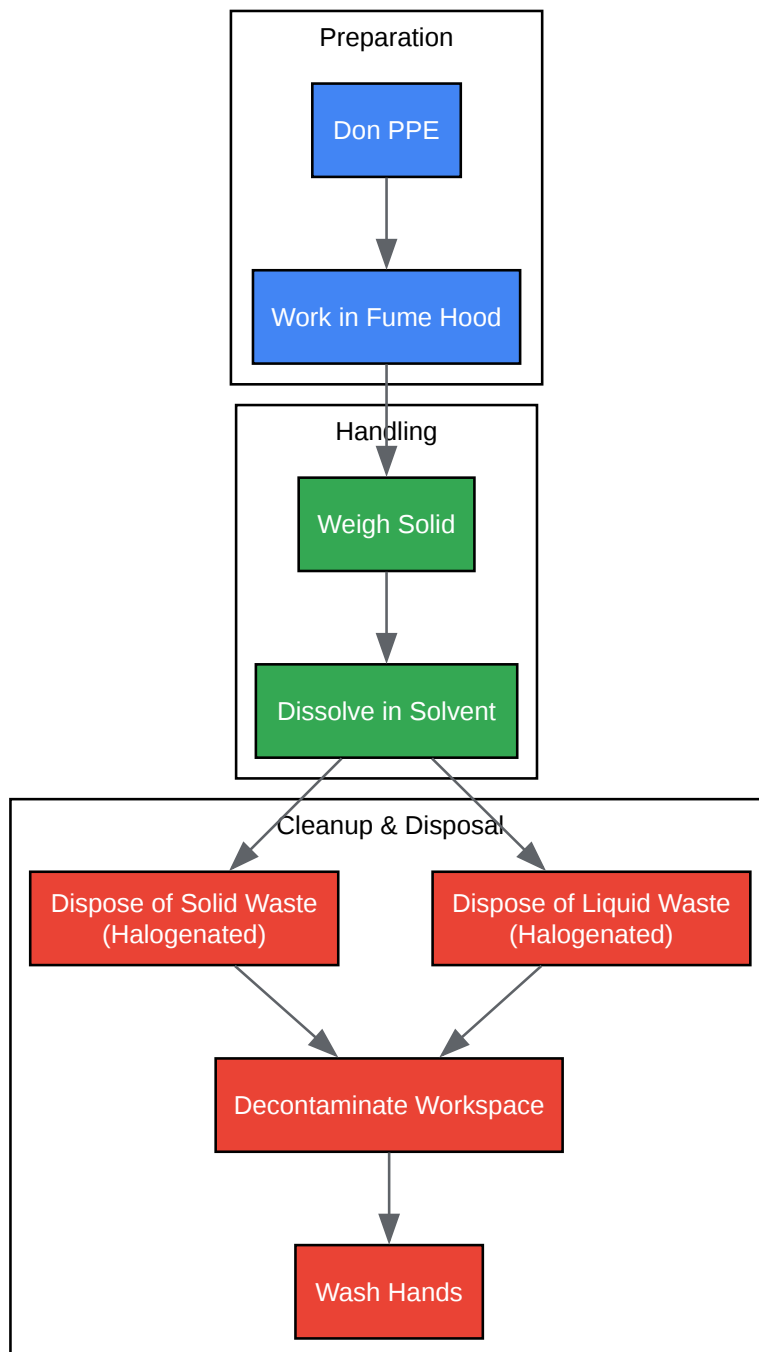 Preparation
Don PPE
Work in Fume Hood
Handling
Weigh Solid
Dissolve in Solvent
Cleanup & Disposal
Dispose of Solid Waste
(Halogenated)
Dispose of Liquid Waste
(Halogenated)
Decontaminate Workspace
Wash Hands